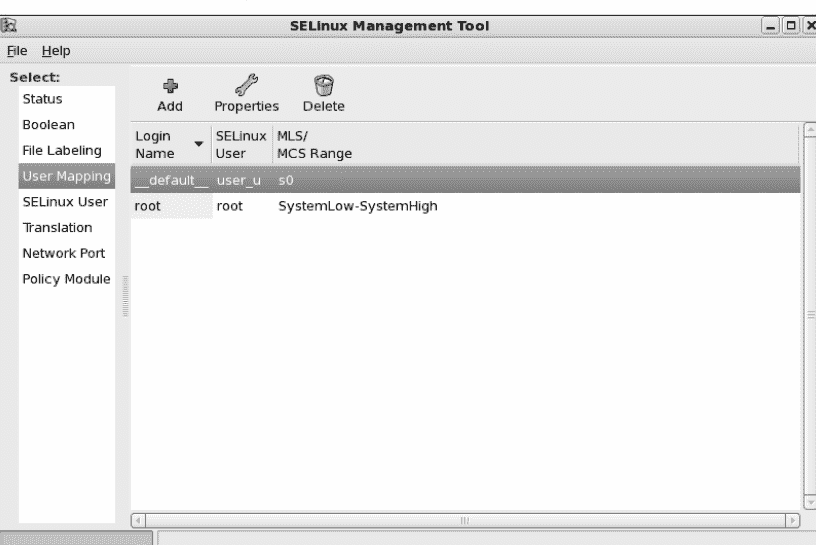 SELinux Management Tool
File Help
Select:
Status
Boolean
File Labeling
User Mapping
SELinux User
Translation
Network Port
Policy Module
Add Properties Delete
Login Name SELinux User MLS/ MCS Range
__default__ user_u s0
root root SystemLow-SystemHigh